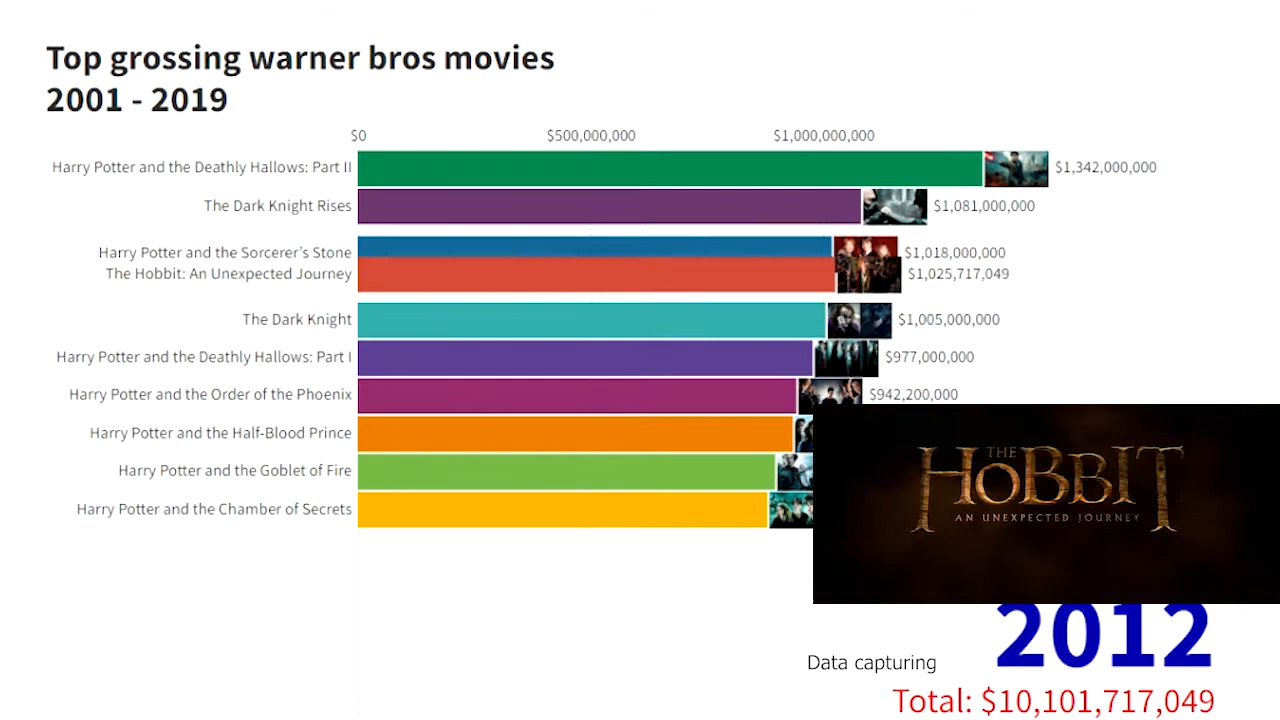 Top grossing warner bros movies
2001 - 2019
$0 $500,000,000 $1,000,000,000
Harry Potter and the Deathly Hallows: Part II $1,342,000,000
The Dark Knight Rises $1,081,000,000
Harry Potter and the Sorcerer's Stone $1,018,000,000
The Hobbit: An Unexpected Journey $1,025,717,049
The Dark Knight $1,005,000,000
Harry Potter and the Deathly Hallows: Part I $977,000,000
Harry Potter and the Order of the Phoenix $942,200,000
Harry Potter and the Half-Blood Prince
Harry Potter and the Goblet of Fire
Harry Potter and the Chamber of Secrets
THE
HOBBIT
AN UNEXPECTED JOURNEY
2012
Data capturing
Total: $10,101,717,049